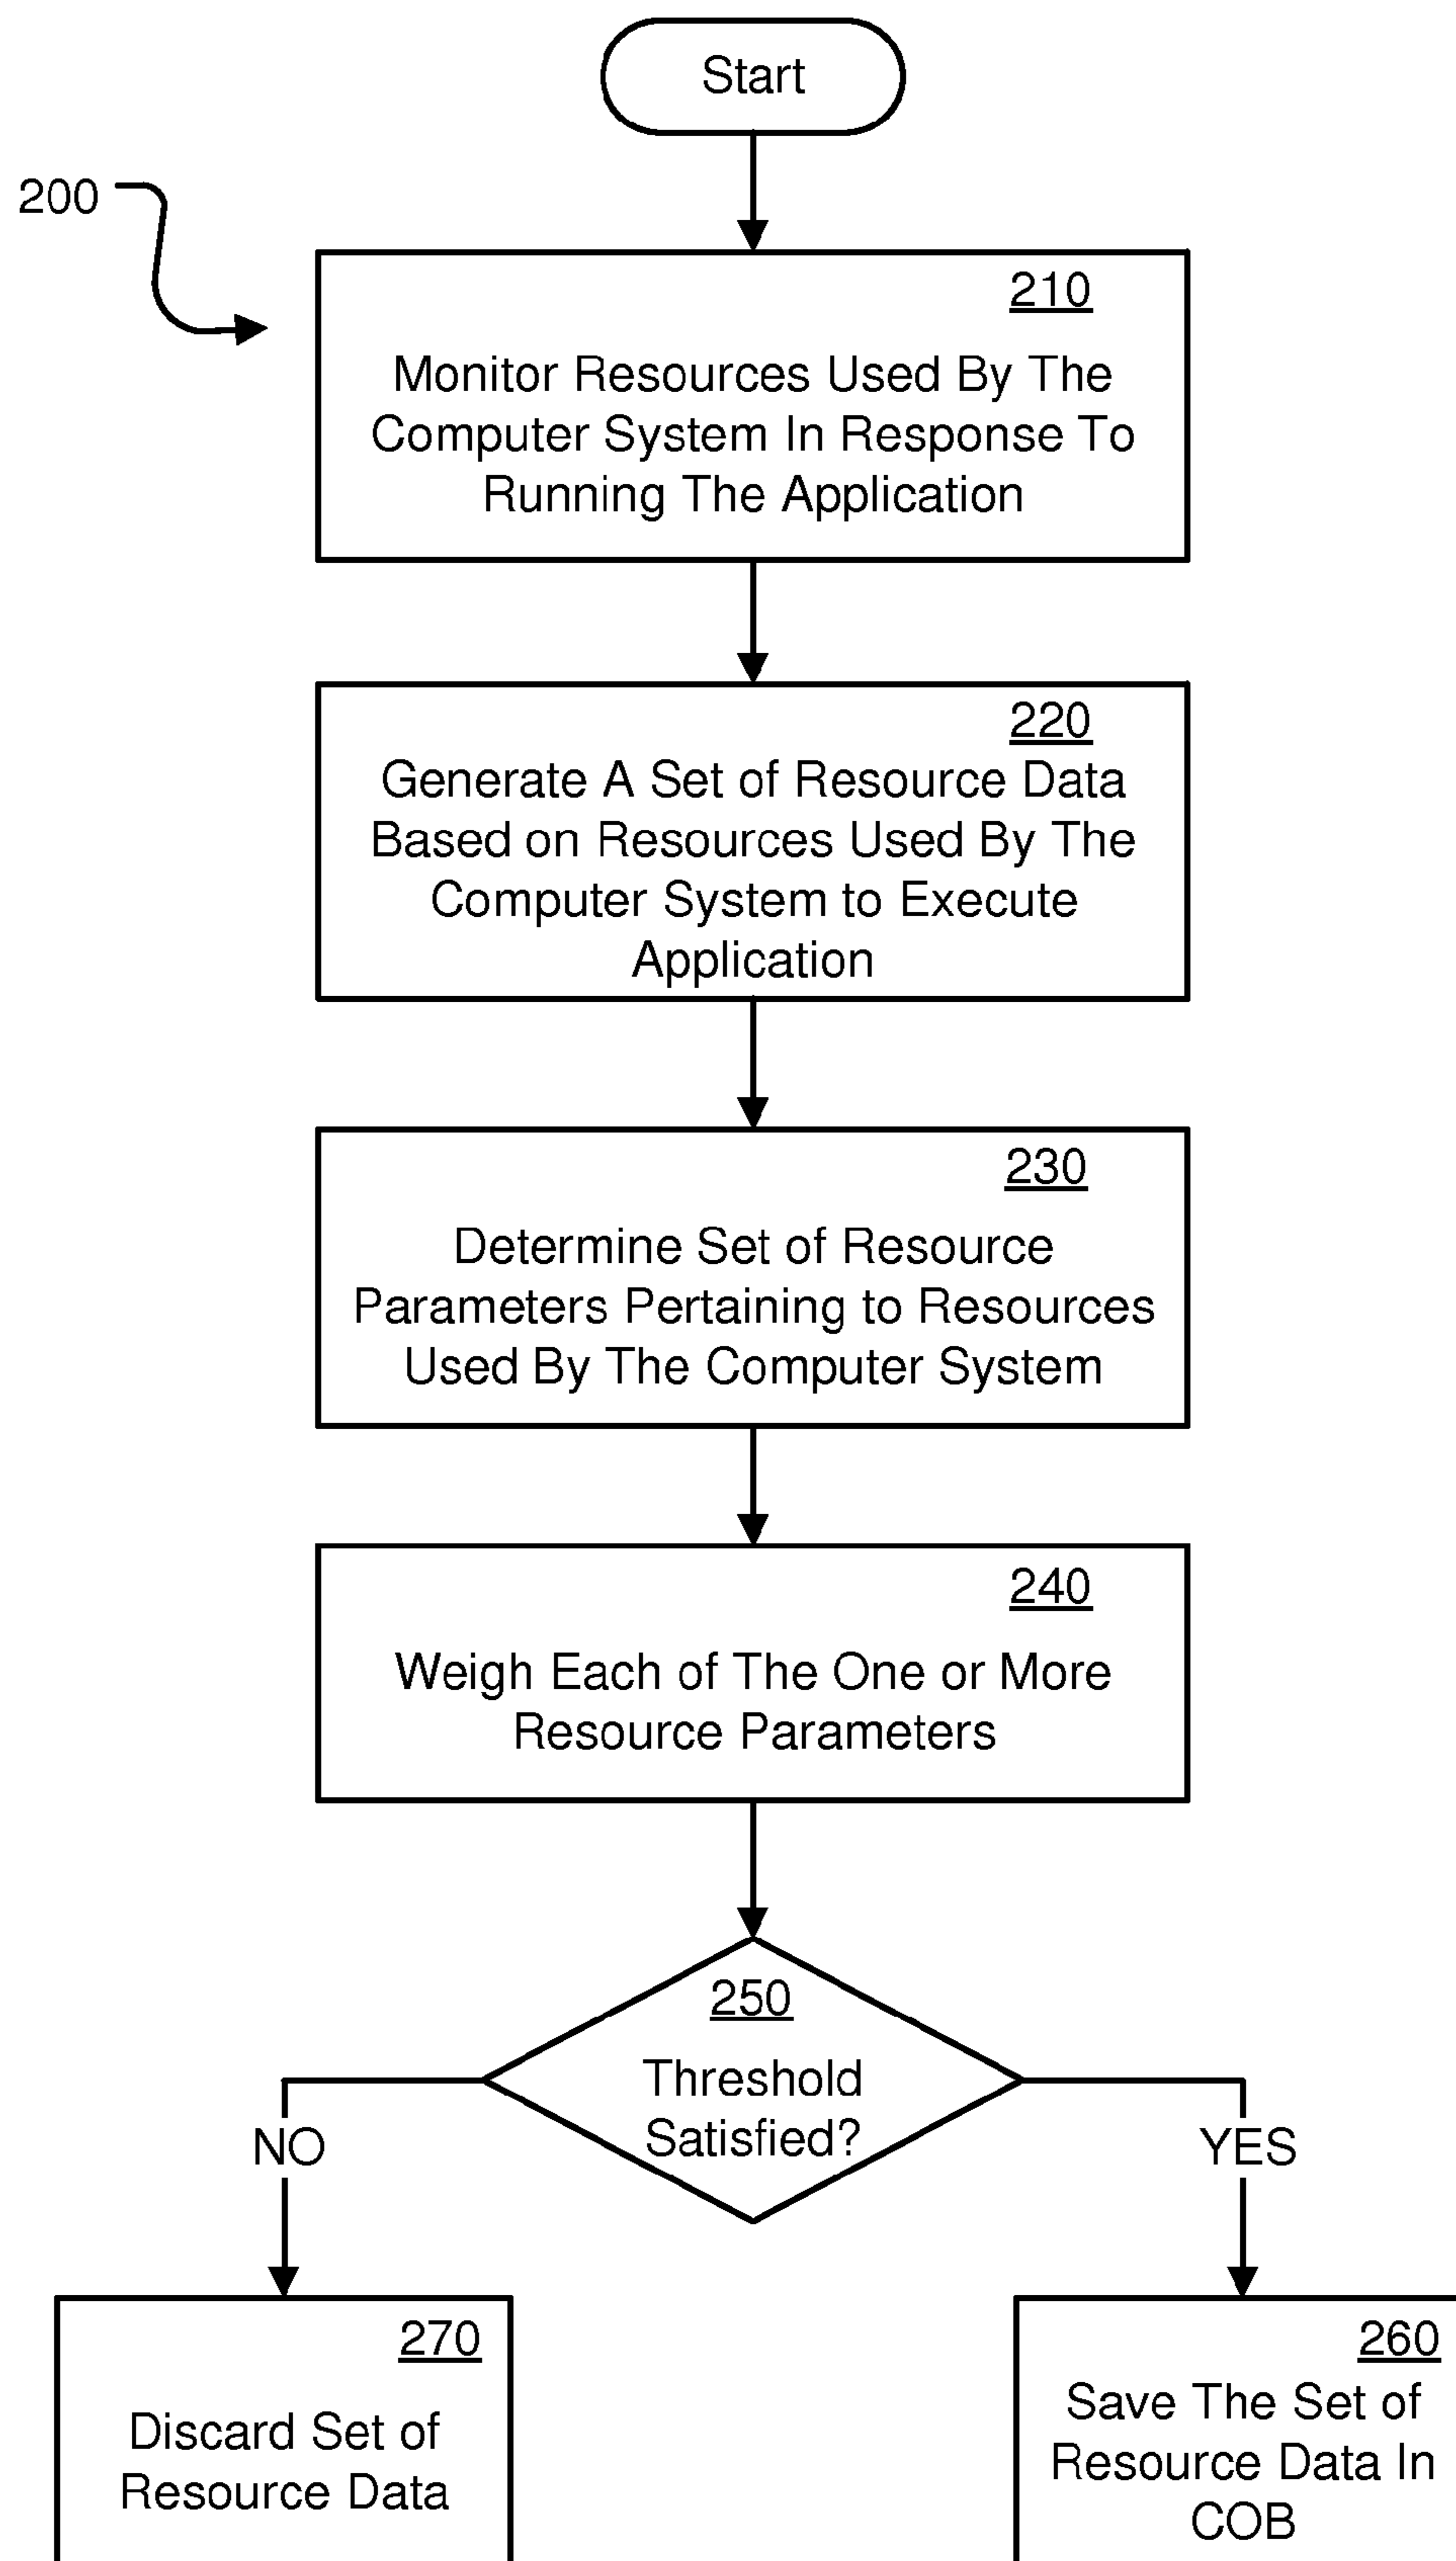 Start
200
210
Monitor Resources Used By The
Computer System In Response To
Running The Application
220
Generate A Set of Resource Data
Based on Resources Used By The
Computer System to Execute
Application
230
Determine Set of Resource
Parameters Pertaining to Resources
Used By The Computer System
240
Weigh Each of The One or More
Resource Parameters
250
Threshold
Satisfied?
NO
YES
270
Discard Set of
Resource Data
260
Save The Set of
Resource Data In
COB